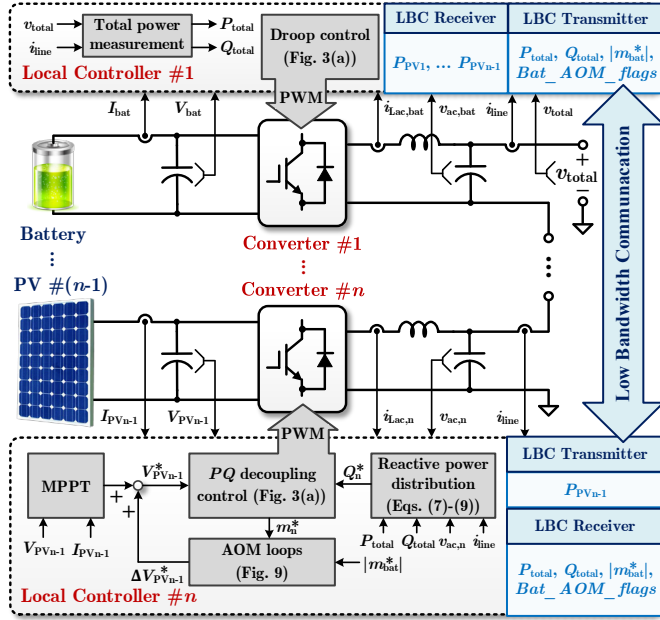 v_total
i_line
Total power
measurement
P_total
Q_total
Local Controller #1
Droop control
(Fig. 3(a))
PWM
LBC Receiver
P_PV1, ... P_PVn-1
LBC Transmitter
P_total, Q_total, |m*_bat|,
Bat_AOM_flags
I_bat
V_bat
i_Lac,bat
v_ac,bat
i_line
v_total
+
v_total
−
Battery
⋮
PV #(n-1)
Converter #1
⋮
Converter #n
Low Bandwidth Communacation
I_PVn-1
V_PVn-1
PWM
i_Lac,n
v_ac,n
i_line
MPPT
V_PVn-1
I_PVn-1
+
+
V*_PVn-1
PQ decoupling
control (Fig. 3(a))
Q*_n
Reactive power
distribution
(Eqs. (7)-(9))
P_total
Q_total
v_ac,n
i_line
m*_n
AOM loops
(Fig. 9)
|m*_bat|
ΔV*_PVn-1
Local Controller #n
LBC Transmitter
P_PVn-1
LBC Receiver
P_total, Q_total, |m*_bat|,
Bat_AOM_flags